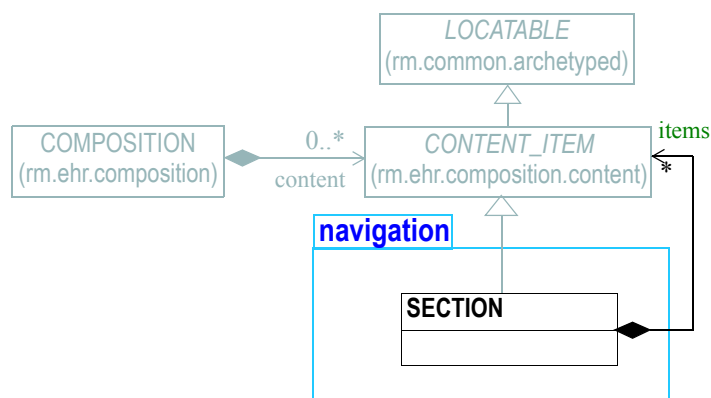 LOCATABLE
(rm.common.archetyped)
items
COMPOSITION
(rm.ehr.composition)
0..*
content
CONTENT_ITEM
(rm.ehr.composition.content)
*
navigation
SECTION